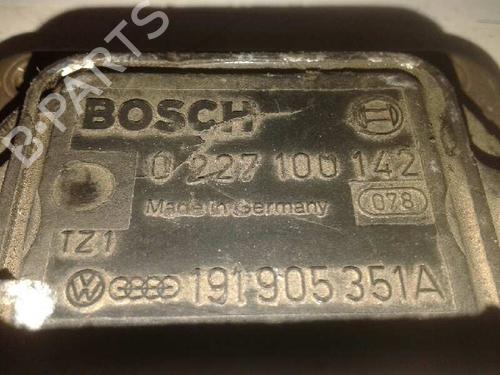 B-PARTS
BOSCH
0 227 100 142
Made in Germany
078
TZ1
191 905 351A